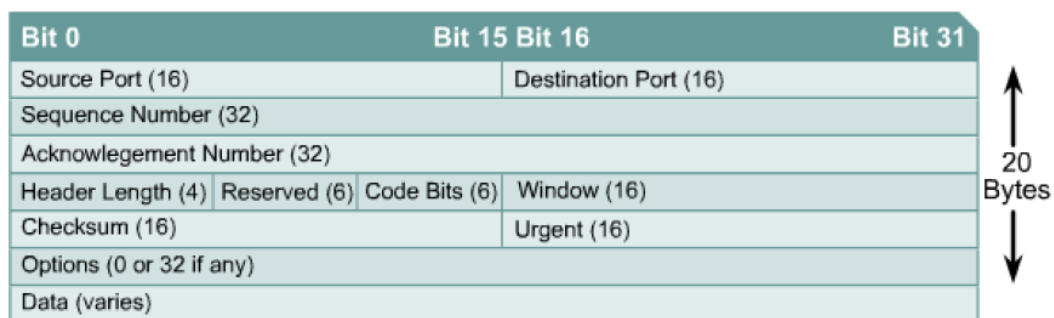 Bit 0 Bit 15 Bit 16 Bit 31
Source Port (16) Destination Port (16)
Sequence Number (32)
Acknowlegement Number (32)
Header Length (4) Reserved (6) Code Bits (6) Window (16)
Checksum (16) Urgent (16)
Options (0 or 32 if any)
Data (varies)
20
Bytes